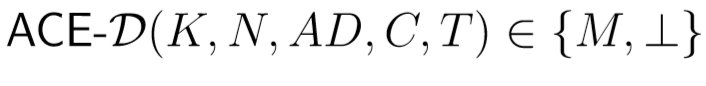 ACE-𝒟(K, N, AD, C, T) ∈ {M, ⊥}